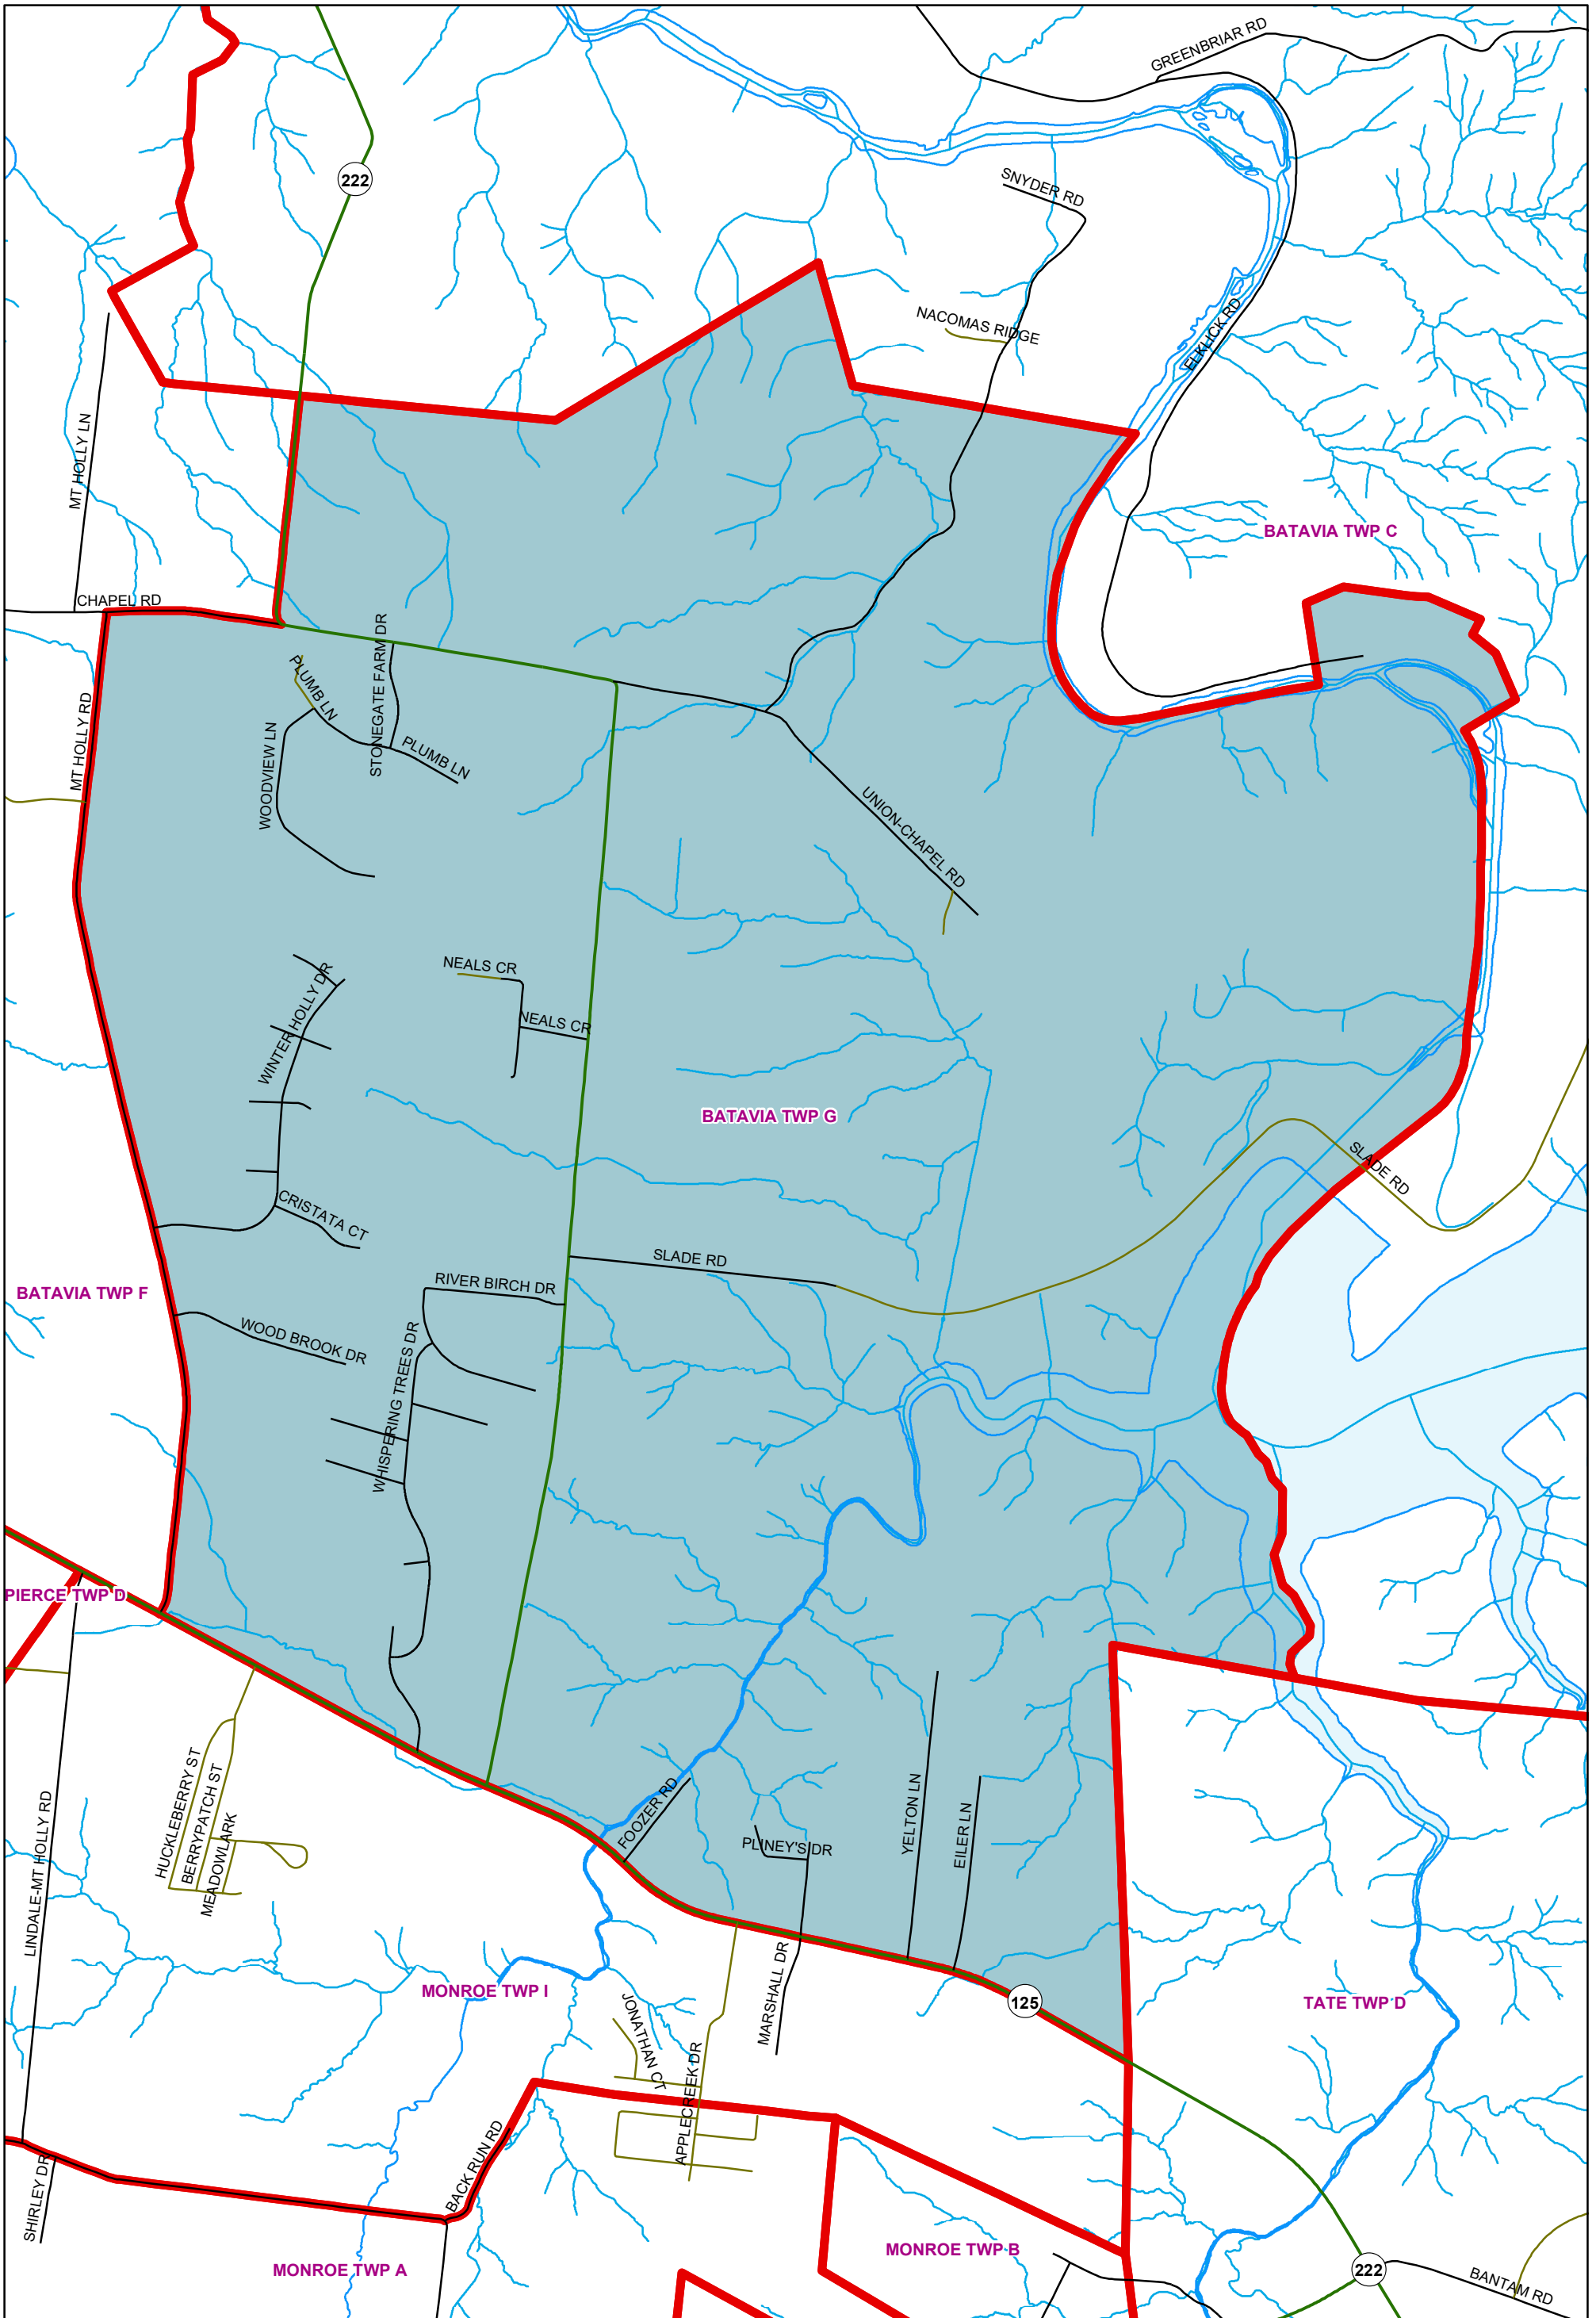 GREENBRIAR RD
222
SNYDER RD
NACOMAS RIDGE
ELKLICK RD
MT HOLLY LN
BATAVIA TWP C
CHAPEL RD
STONEGATE FARM DR
PLUMB LN
MT HOLLY RD
WOODVIEW LN
PLUMB LN
UNION-CHAPEL RD
NEALS CR
WINTER HOLLY DR
NEALS CR
BATAVIA TWP G
SLADE RD
CRISTATA CT
SLADE RD
BATAVIA TWP F
RIVER BIRCH DR
WOOD BROOK DR
WHISPERING TREES DR
PIERCE TWP D
HUCKLEBERRY ST
BERRYPATCH ST
MEADOWLARK
LINDALE-MT HOLLY RD
FOOZER RD
PLINEY'S DR
YELTON LN
EILER LN
MARSHALL DR
MONROE TWP I
125
TATE TWP D
JONATHAN CT
APPLECREEK DR
BACK RUN RD
SHIRLEY DR
MONROE TWP B
MONROE TWP A
222
BANTAM RD